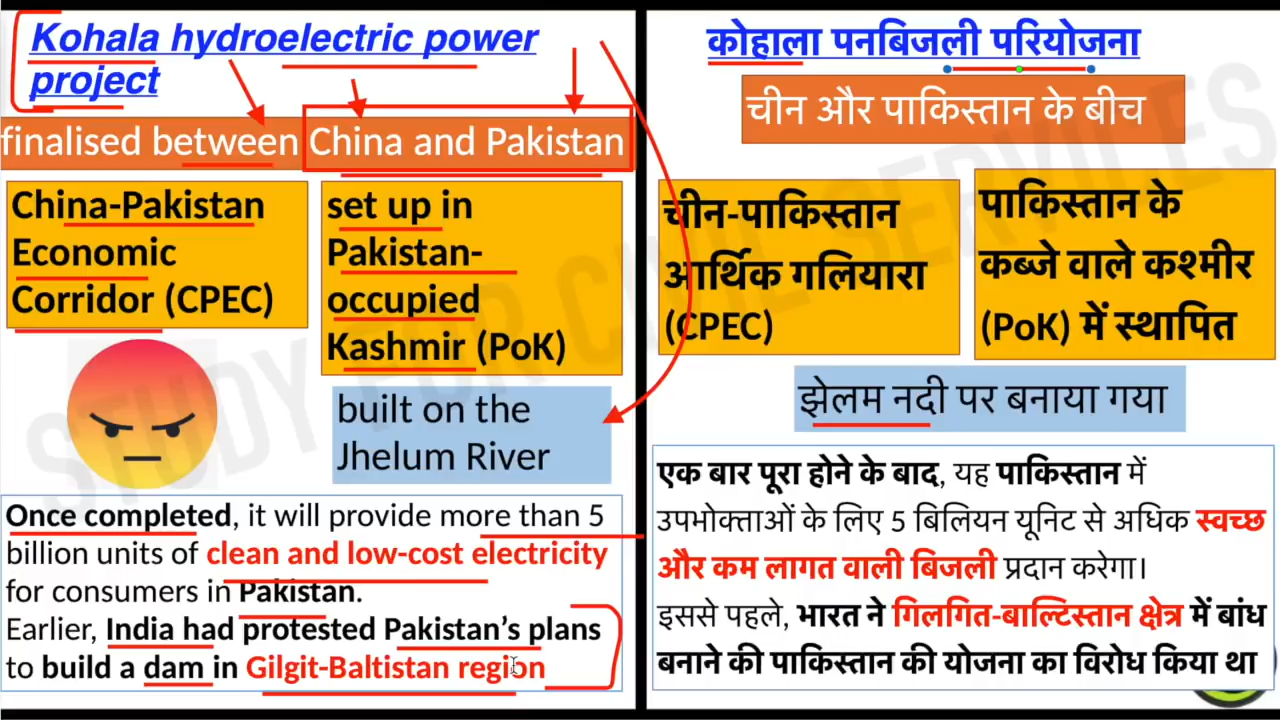 Kohala hydroelectric power
project
finalised between China and Pakistan
China-Pakistan
Economic
Corridor (CPEC)
set up in
Pakistan-
occupied
Kashmir (PoK)
built on the
Jhelum River
Once completed, it will provide more than 5
billion units of clean and low-cost electricity
for consumers in Pakistan.
Earlier, India had protested Pakistan’s plans
to build a dam in Gilgit-Baltistan region
कोहाला पनबिजली परियोजना
चीन और पाकिस्तान के बीच
चीन-पाकिस्तान
आर्थिक गलियारा
(CPEC)
पाकिस्तान के
कब्जे वाले कश्मीर
(PoK) में स्थापित
झेलम नदी पर बनाया गया
एक बार पूरा होने के बाद, यह पाकिस्तान में
उपभोक्ताओं के लिए 5 बिलियन यूनिट से अधिक स्वच्छ
और कम लागत वाली बिजली प्रदान करेगा।
इससे पहले, भारत ने गिलगित-बाल्टिस्तान क्षेत्र में बांध
बनाने की पाकिस्तान की योजना का विरोध किया था
STUDY FOR CIVIL SERVICES